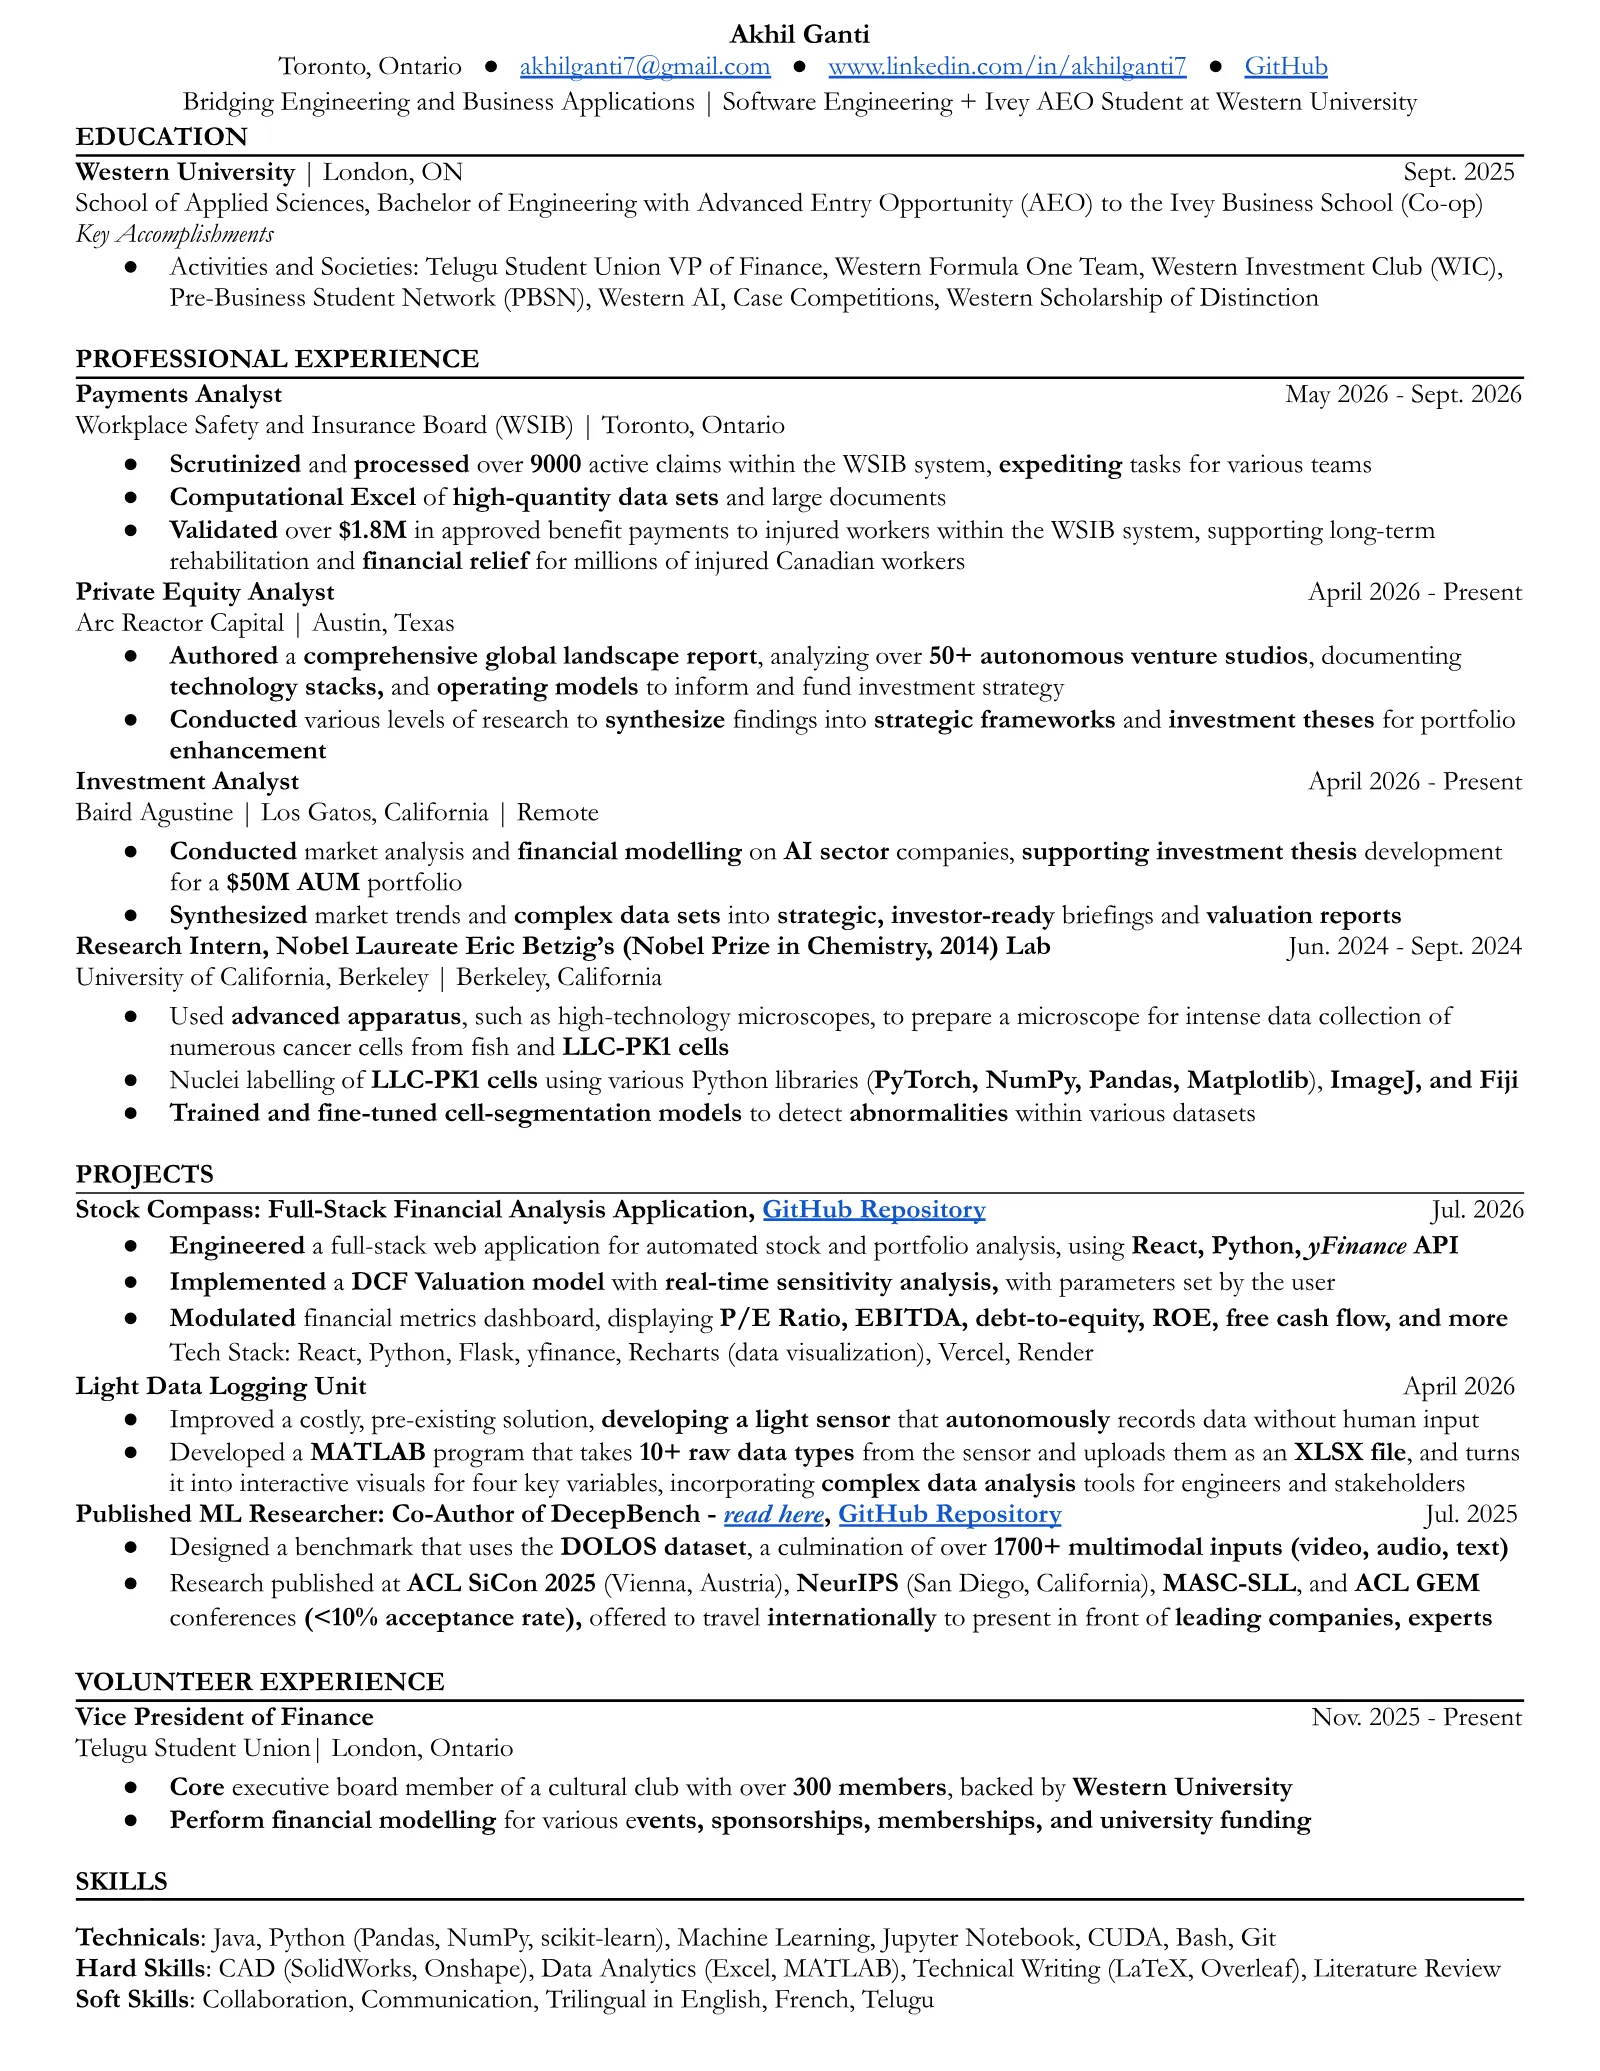 Akhil Ganti
Toronto, Ontario ● akhilganti7@gmail.com ● www.linkedin.com/in/akhilganti7 ● GitHub
Bridging Engineering and Business Applications | Software Engineering + Ivey AEO Student at Western University
EDUCATION
Western University | London, ON Sept. 2025
School of Applied Sciences, Bachelor of Engineering with Advanced Entry Opportunity (AEO) to the Ivey Business School (Co-op)
Key Accomplishments
● Activities and Societies: Telugu Student Union VP of Finance, Western Formula One Team, Western Investment Club (WIC),
Pre-Business Student Network (PBSN), Western AI, Case Competitions, Western Scholarship of Distinction
PROFESSIONAL EXPERIENCE
Payments Analyst May 2026 - Sept. 2026
Workplace Safety and Insurance Board (WSIB) | Toronto, Ontario
● Scrutinized and processed over 9000 active claims within the WSIB system, expediting tasks for various teams
● Computational Excel of high-quantity data sets and large documents
● Validated over $1.8M in approved benefit payments to injured workers within the WSIB system, supporting long-term
rehabilitation and financial relief for millions of injured Canadian workers
Private Equity Analyst April 2026 - Present
Arc Reactor Capital | Austin, Texas
● Authored a comprehensive global landscape report, analyzing over 50+ autonomous venture studios, documenting
technology stacks, and operating models to inform and fund investment strategy
● Conducted various levels of research to synthesize findings into strategic frameworks and investment theses for portfolio
enhancement
Investment Analyst April 2026 - Present
Baird Agustine | Los Gatos, California | Remote
● Conducted market analysis and financial modelling on AI sector companies, supporting investment thesis development
for a $50M AUM portfolio
● Synthesized market trends and complex data sets into strategic, investor-ready briefings and valuation reports
Research Intern, Nobel Laureate Eric Betzig’s (Nobel Prize in Chemistry, 2014) Lab Jun. 2024 - Sept. 2024
University of California, Berkeley | Berkeley, California
● Used advanced apparatus, such as high-technology microscopes, to prepare a microscope for intense data collection of
numerous cancer cells from fish and LLC-PK1 cells
● Nuclei labelling of LLC-PK1 cells using various Python libraries (PyTorch, NumPy, Pandas, Matplotlib), ImageJ, and Fiji
● Trained and fine-tuned cell-segmentation models to detect abnormalities within various datasets
PROJECTS
Stock Compass: Full-Stack Financial Analysis Application, GitHub Repository Jul. 2026
● Engineered a full-stack web application for automated stock and portfolio analysis, using React, Python, yFinance API
● Implemented a DCF Valuation model with real-time sensitivity analysis, with parameters set by the user
● Modulated financial metrics dashboard, displaying P/E Ratio, EBITDA, debt-to-equity, ROE, free cash flow, and more
Tech Stack: React, Python, Flask, yfinance, Recharts (data visualization), Vercel, Render
Light Data Logging Unit April 2026
● Improved a costly, pre-existing solution, developing a light sensor that autonomously records data without human input
● Developed a MATLAB program that takes 10+ raw data types from the sensor and uploads them as an XLSX file, and turns
it into interactive visuals for four key variables, incorporating complex data analysis tools for engineers and stakeholders
Published ML Researcher: Co-Author of DecepBench - read here, GitHub Repository Jul. 2025
● Designed a benchmark that uses the DOLOS dataset, a culmination of over 1700+ multimodal inputs (video, audio, text)
● Research published at ACL SiCon 2025 (Vienna, Austria), NeurIPS (San Diego, California), MASC-SLL, and ACL GEM
conferences (<10% acceptance rate), offered to travel internationally to present in front of leading companies, experts
VOLUNTEER EXPERIENCE
Vice President of Finance Nov. 2025 - Present
Telugu Student Union| London, Ontario
● Core executive board member of a cultural club with over 300 members, backed by Western University
● Perform financial modelling for various events, sponsorships, memberships, and university funding
SKILLS
Technicals: Java, Python (Pandas, NumPy, scikit-learn), Machine Learning, Jupyter Notebook, CUDA, Bash, Git
Hard Skills: CAD (SolidWorks, Onshape), Data Analytics (Excel, MATLAB), Technical Writing (LaTeX, Overleaf), Literature Review
Soft Skills: Collaboration, Communication, Trilingual in English, French, Telugu